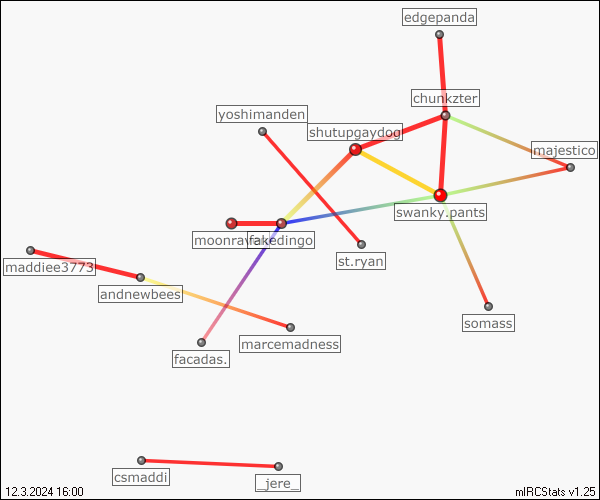 edgepanda
chunkzter
yoshimanden
shutupgaydog
majestico
swanky.pants
fakedingo
st.ryan
maddiee3773
andnewbees
somass
marcemadness
facadas.
csmaddi
_jere_
12.3.2024 16:00
mIRCStats v1.25